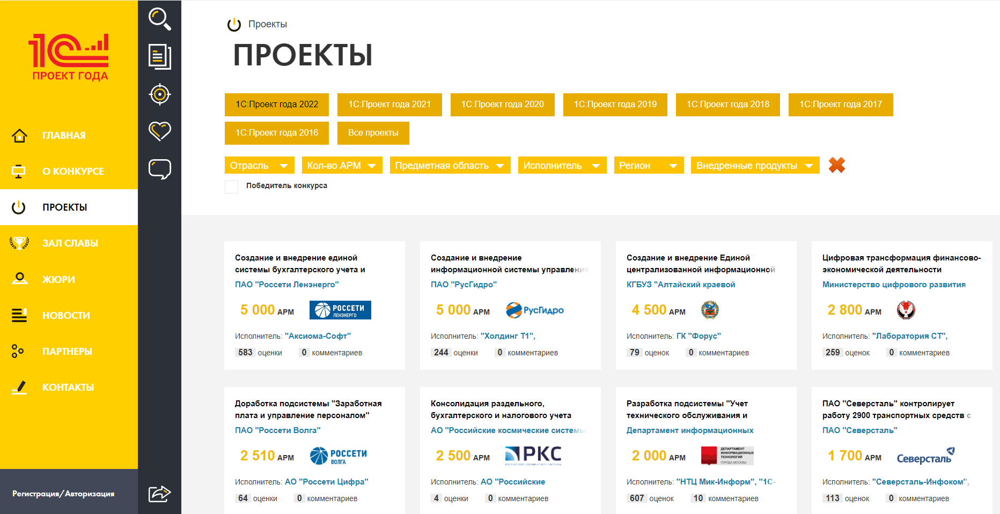 1С
ПРОЕКТ ГОДА
ГЛАВНАЯ
О КОНКУРСЕ
ПРОЕКТЫ
ЗАЛ СЛАВЫ
ЖЮРИ
НОВОСТИ
ПАРТНЕРЫ
КОНТАКТЫ
Регистрация/Авторизация
Проекты
ПРОЕКТЫ
1С:Проект года 2022
1С:Проект года 2021
1С:Проект года 2020
1С:Проект года 2019
1С:Проект года 2018
1С:Проект года 2017
1С:Проект года 2016
Все проекты
Отрасль
Кол-во АРМ
Предметная область
Исполнитель
Регион
Внедренные продукты
Победитель конкурса
Создание и внедрение единой
системы бухгалтерского учета и
ПАО "Россети Ленэнерго"
5 000 АРМ
РОССЕТИ
ЛЕНЭНЕРГО
Исполнитель: "Аксиома-Софт"
583 оценки 0 комментариев
Создание и внедрение
информационной системы управления
ПАО "РусГидро"
5 000 АРМ
РусГидро
Исполнитель: "Холдинг Т1",
244 оценки 0 комментариев
Создание и внедрение Единой
централизованной информационной
КГБУЗ "Алтайский краевой
4 500 АРМ
Исполнитель: ГК "Форус"
79 оценок 0 комментариев
Цифровая трансформация финансово-
экономической деятельности
Министерство цифрового развития
2 800 АРМ
Исполнитель: "Лаборатория СТ",
259 оценок 0 комментариев
Доработка подсистемы "Заработная
плата и управление персоналом"
ПАО "Россети Волга"
2 510 АРМ
РОССЕТИ
ВОЛГА
Исполнитель: АО "Россети Цифра"
64 оценки 0 комментариев
Консолидация раздельного,
бухгалтерского и налогового учета
АО "Российские космические системы"
2 500 АРМ
РКС
РОССИЙСКИЕ КОСМИЧЕСКИЕ СИСТЕМЫ
Исполнитель: АО "Российские
4 оценки 0 комментариев
Разработка подсистемы "Учет
технического обслуживания и
Департамент информационных
2 000 АРМ
ДЕПАРТАМЕНТ
ИНФОРМАЦИОННЫХ
ТЕХНОЛОГИЙ
ГОРОДА МОСКВЫ
Исполнитель: "НТЦ Мик-Информ", "1С-
607 оценок 10 комментариев
ПАО "Северсталь" контролирует
работу 2900 транспортных средств с
ПАО "Северсталь"
1 700 АРМ
Северсталь
Исполнитель: "Северсталь-Инфоком",
113 оценок 0 комментариев